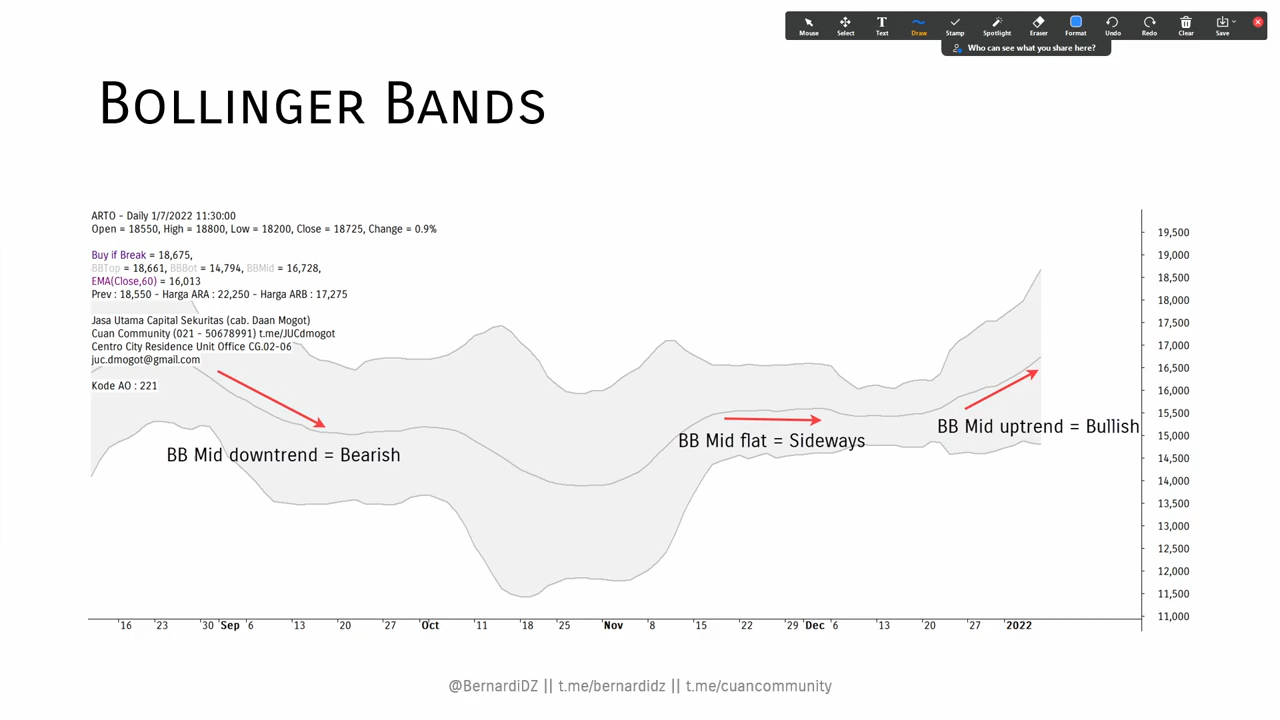 Mouse Select Text Draw Stamp Spotlight Eraser Format Undo Redo Clear Save
Who can see what you share here?
Bollinger Bands
ARTO - Daily 1/7/2022 11:30:00
Open = 18550, High = 18800, Low = 18200, Close = 18725, Change = 0.9%
Buy if Break = 18,675,
BBTop = 18,661, BBBot = 14,794, BBMid = 16,728,
EMA(Close,60) = 16,013
Prev : 18,550 - Harga ARA : 22,250 - Harga ARB : 17,275
Jasa Utama Capital Sekuritas (cab. Daan Mogot)
Cuan Community (021 - 50678991) t.me/JUCdmogot
Centro City Residence Unit Office CG.02-06
juc.dmogot@gmail.com
Kode AO : 221
BB Mid downtrend = Bearish
BB Mid flat = Sideways
BB Mid uptrend = Bullish
19,500
19,000
18,500
18,000
17,500
17,000
16,500
16,000
15,500
15,000
14,500
14,000
13,500
13,000
12,500
12,000
11,500
11,000
16 23 30 Sep 6 13 20 27 Oct 11 18 25 Nov 8 15 22 29 Dec 6 13 20 27 2022
@BernardiDZ || t.me/bernardidz || t.me/cuancommunity